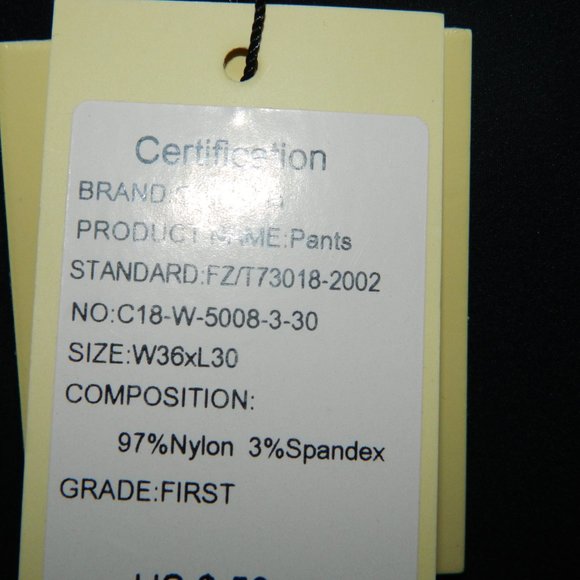 Certification
BRAND:
PRODUCT NAME:Pants
STANDARD:FZ/T73018-2002
NO:C18-W-5008-3-30
SIZE:W36xL30
COMPOSITION:
97%Nylon 3%Spandex
GRADE:FIRST